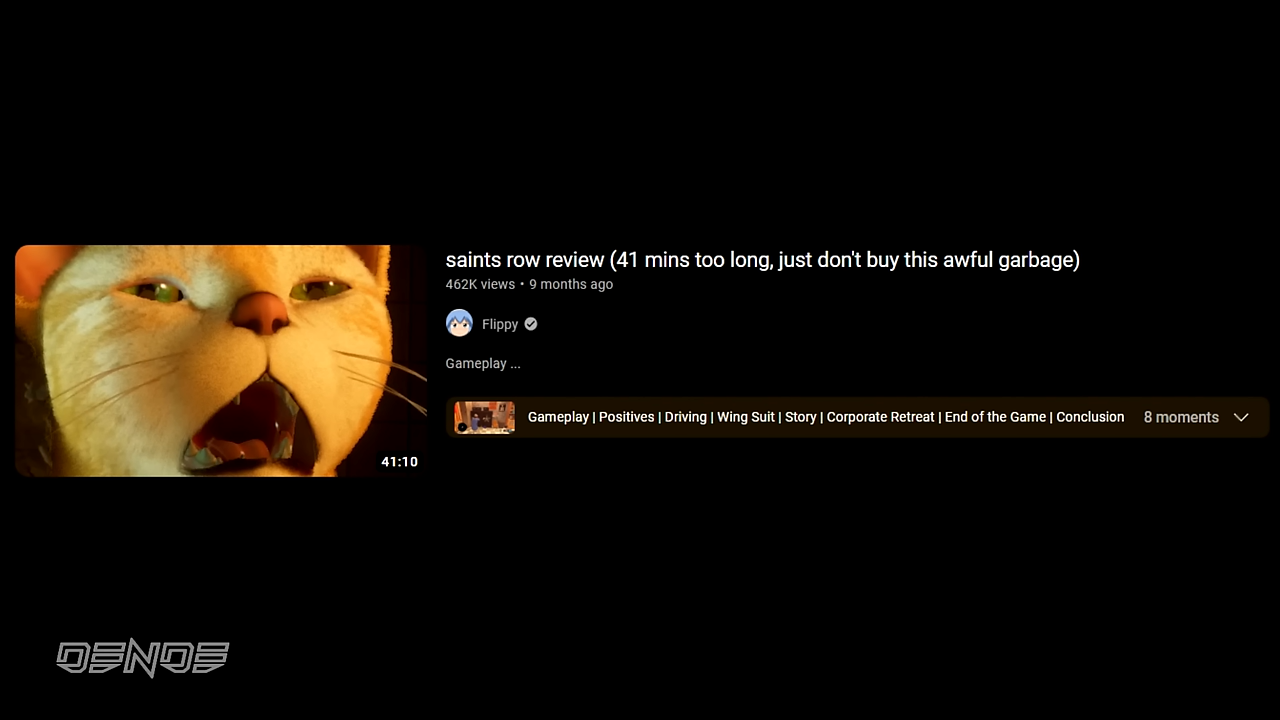 saints row review (41 mins too long, just don't buy this awful garbage)
462K views • 9 months ago
Flippy
Gameplay ...
Gameplay | Positives | Driving | Wing Suit | Story | Corporate Retreat | End of the Game | Conclusion 8 moments
41:10